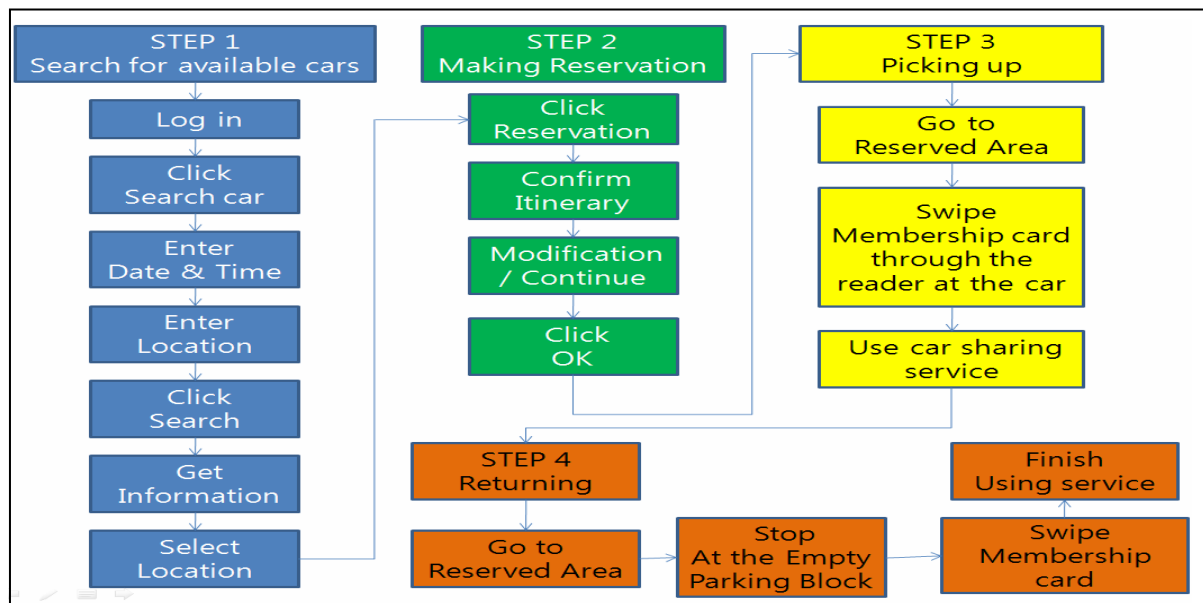 STEP 1
Search for available cars
Log in
Click
Search car
Enter
Date & Time
Enter
Location
Click
Search
Get
Information
Select
Location
STEP 2
Making Reservation
Click
Reservation
Confirm
Itinerary
Modification
/ Continue
Click
OK
STEP 3
Picking up
Go to
Reserved Area
Swipe
Membership card
through the
reader at the car
Use car sharing
service
STEP 4
Returning
Go to
Reserved Area
Stop
At the Empty
Parking Block
Swipe
Membership
card
Finish
Using service